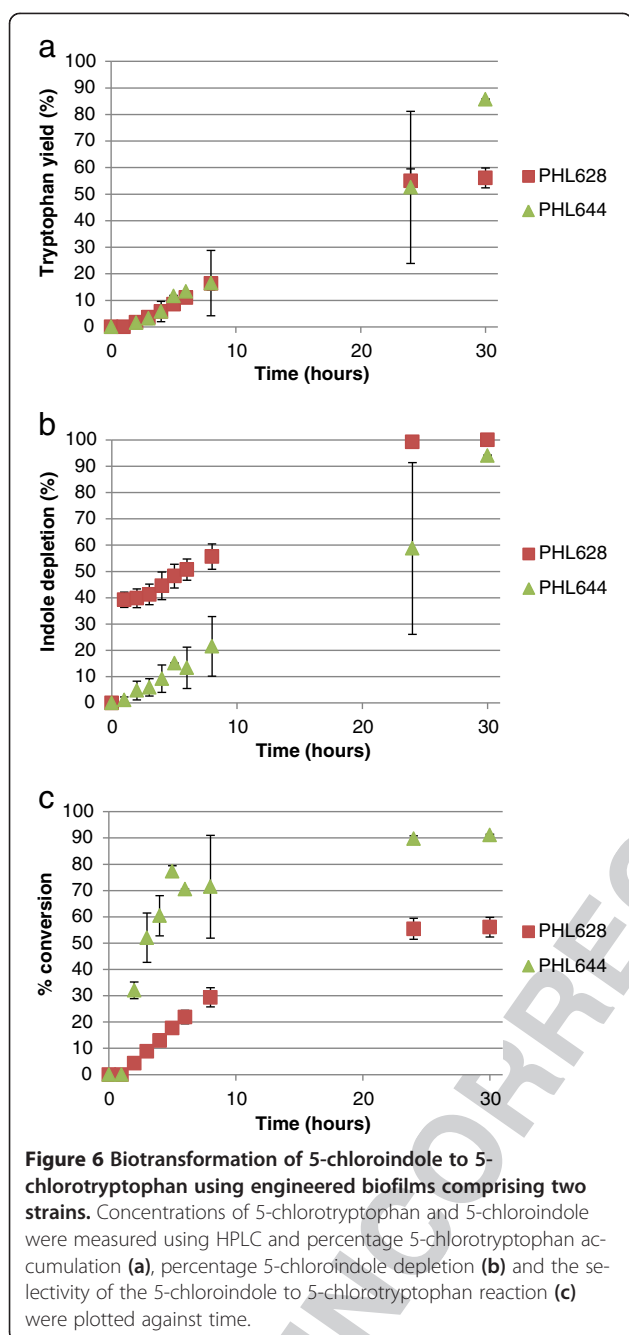 a
100
90
80
70
60
50
40
30
20
10
0
Tryptophan yield (%)
0 10 20 30
Time (hours)
PHL628
PHL644
b
100
90
80
70
60
50
40
30
20
10
0
Indole depletion (%)
0 10 20 30
Time (hours)
PHL628
PHL644
c
100
90
80
70
60
50
40
30
20
10
0
% conversion
0 10 20 30
Time (hours)
PHL628
PHL644
Figure 6 Biotransformation of 5-chloroindole to 5-
chlorotryptophan using engineered biofilms comprising two
strains. Concentrations of 5-chlorotryptophan and 5-chloroindole
were measured using HPLC and percentage 5-chlorotryptophan ac-
cumulation (a), percentage 5-chloroindole depletion (b) and the se-
lectivity of the 5-chloroindole to 5-chlorotryptophan reaction (c)
were plotted against time.
UNCORREC